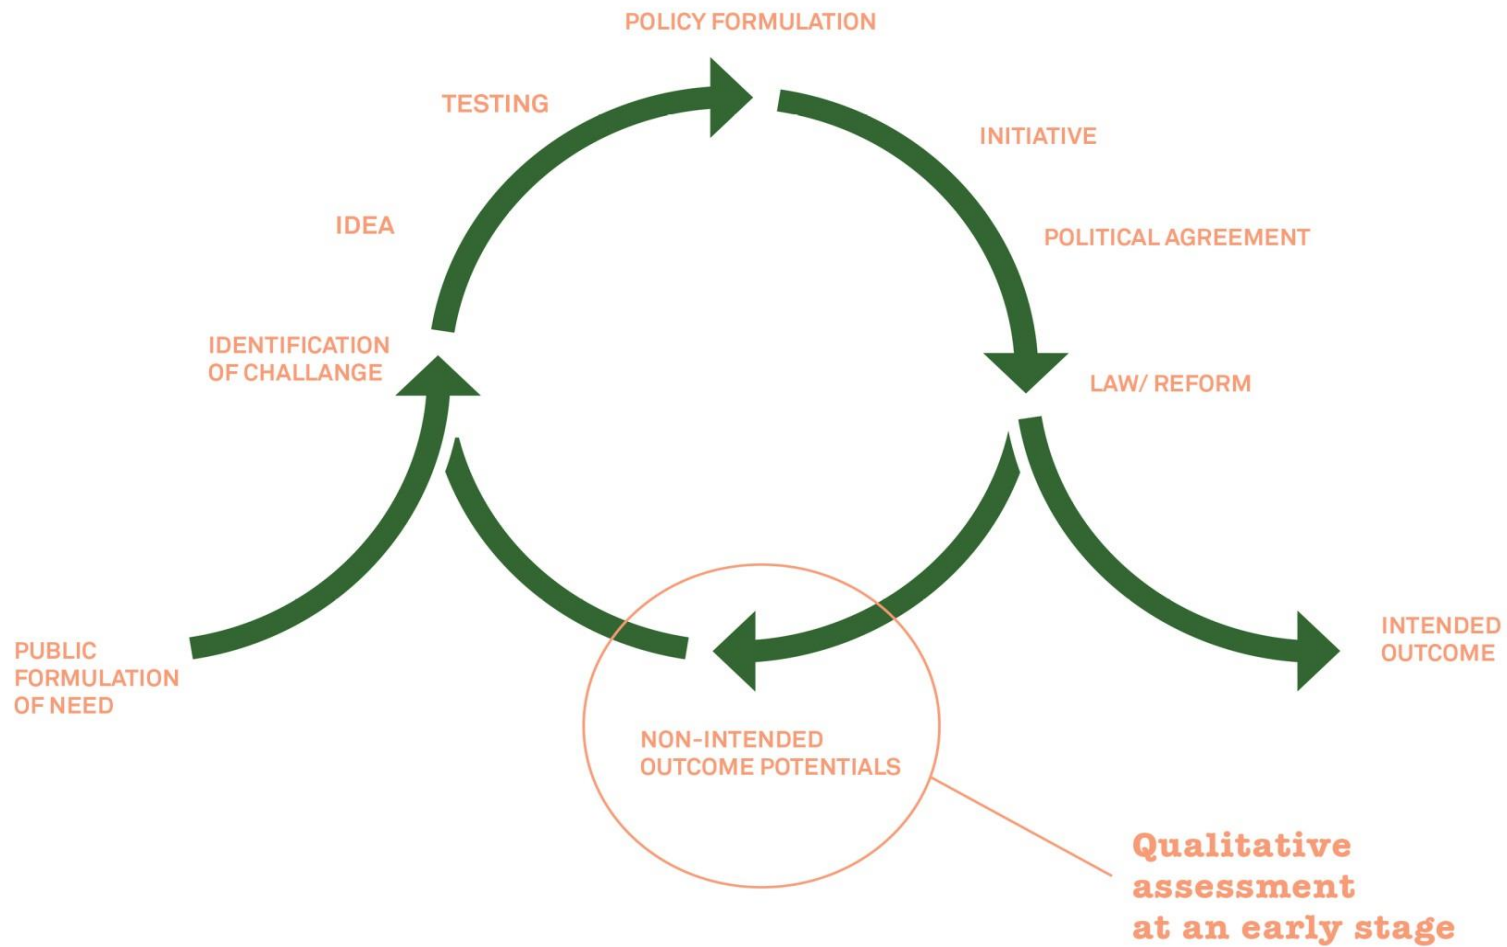 POLICY FORMULATION
TESTING
INITIATIVE
IDEA
POLITICAL AGREEMENT
IDENTIFICATION
OF CHALLANGE
LAW/ REFORM
PUBLIC
FORMULATION
OF NEED
INTENDED
OUTCOME
NON-INTENDED
OUTCOME POTENTIALS
Qualitative
assessment
at an early stage